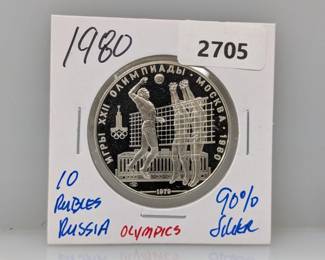 1980
2705
ИГРЫ XXII ОЛИМПИАДЫ · МОСКВА · 1980
1979
10
RUBLES
RUSSIA
OLYMPICS
90%
SILVER